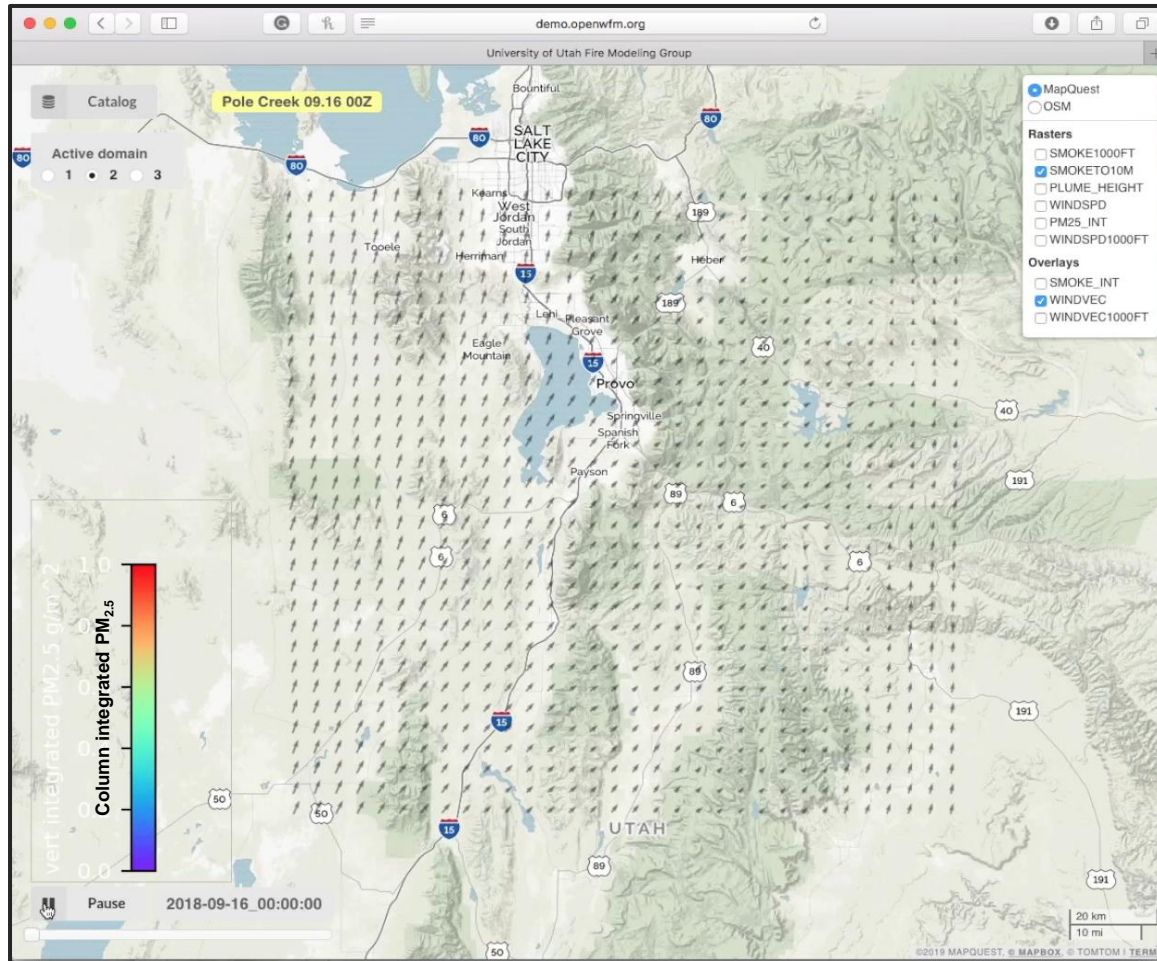 demo.openwfm.org
University of Utah Fire Modeling Group
Catalog
Pole Creek 09.16 00Z
Active domain
1 2 3
MapQuest
OSM
Rasters
SMOKE1000FT
SMOKETO10M
PLUME_HEIGHT
WINDSPD
PM25_INT
WINDSPD1000FT
Overlays
SMOKE_INT
WINDVEC
WINDVEC1000FT
Bountiful
SALT
LAKE
CITY
80
80
80
80
Kearns
West
Jordan
South
Jordan
Tooele
Herriman
189
Heber
15
189
Lehi
Pleasant
Grove
Eagle
Mountain
40
15
Provo
40
Springville
Spanish
Fork
Payson
191
89
6
6
6
6
89
191
15
50
50
15
UTAH
89
191
50
vert integrated PM2.5 g/m^2
Column integrated PM2.5
1.0
0.0
Pause
2018-09-16_00:00:00
20 km
10 mi
©2019 MAPQUEST, © MAPBOX, © TOMTOM | TERM